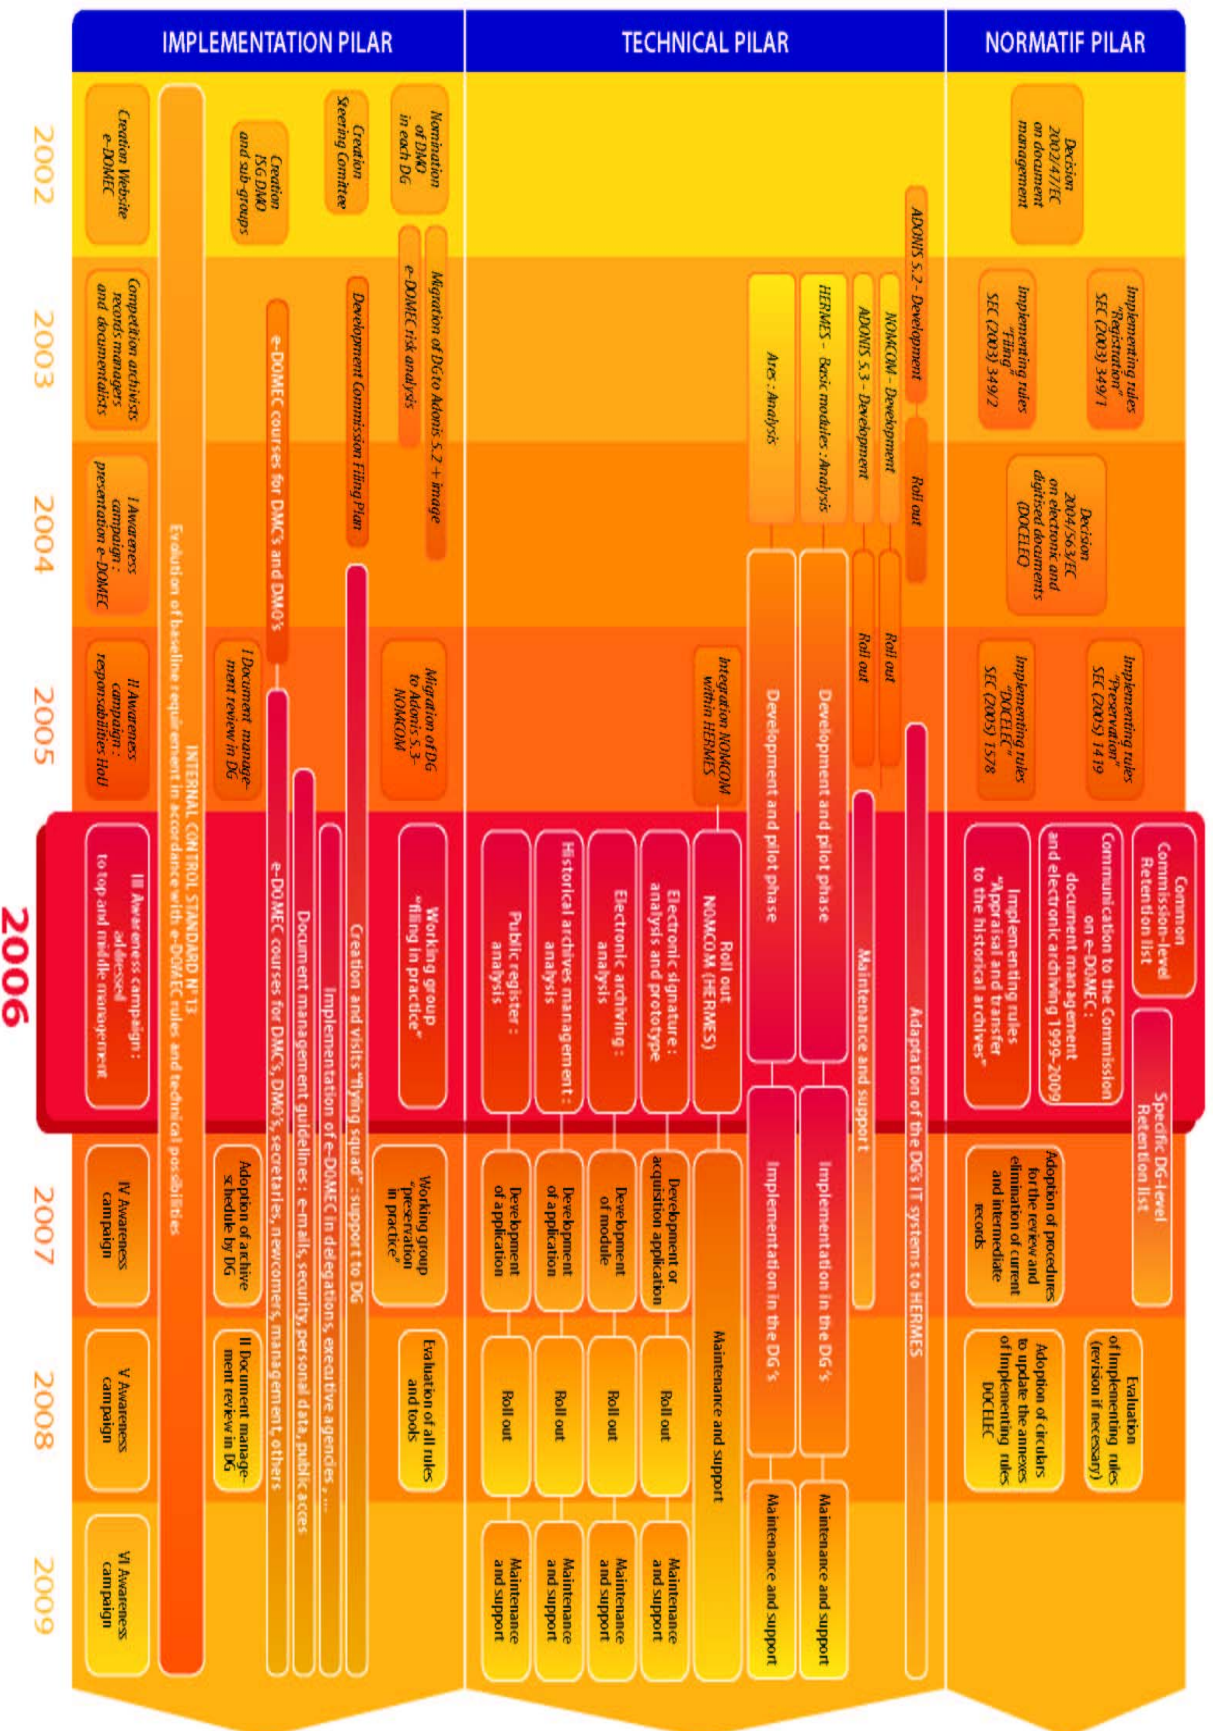 NORMATIF PILAR
Decision
2002/47/EC
on document
management
Implementing rules
"Registration"
SEC (2003) 349/1
Implementing rules
"Filing"
SEC (2003) 349/2
Decision
2004/563/EC
on electronic and
digitised documents
(DOCELEC)
Implementing rules
"Preservation"
SEC (2005) 1419
Implementing rules
"DOCELEC"
SEC (2005) 1578
Common
Commission-level
Retention list
Specific DG-level
Retention list
Communication to the Commission
on e-DOMEC :
document management
and electronic archiving 1999-2009
Implementing rules
"Appraisal and transfer
to the historical archives"
Adoption of procedures
for the review and
elimination of current
and intermediate
records
Evaluation
of Implementing rules
(revision if necessary)
Adoption of circulars
to update the annexes
of Implementing rules
DOCELEC
TECHNICAL PILAR
ADONIS 5.2 - Development
Roll out
Adaptation of the DG's IT systems to HERMES
NOMCOM - Development
Roll out
ADONIS 5.3 - Development
Roll out
Maintenance and support
HERMES - Basic modules : Analysis
Development and pilot phase
Implementation in the DG's
Maintenance and support
Ares : Analysis
Development and pilot phase
Implementation in the DG's
Maintenance and support
Integration NOMCOM
within HERMES
Roll out
NOMCOM (HERMES)
Maintenance and support
Electronic signature :
analysis and prototype
Development or
acquisition application
Roll out
Maintenance
and support
Electronic archiving :
analysis
Development
of module
Roll out
Maintenance
and support
Historical archives management :
analysis
Development
of application
Roll out
Maintenance
and support
Public register :
analysis
Development
of application
Roll out
Maintenance
and support
IMPLEMENTATION PILAR
Nomination
of DMO
in each DG
Migration of DG to Adonis 5.2 + image
e-DOMEC risk analysis
Migration of DG
to Adonis 5.3-
NOMCOM
Working group
"filing in practice"
Working group
"preservation
in practice"
Evaluation of all rules
and tools
Creation
Steering Comittee
Development Commission Filing Plan
Creation and visits "flying squad" : support to DG
Implementation of e-DOMEC in delegations, executive agencies , ...
Document management guidelines : e-mails, security, personal data, public acces
Creation
ISG DMO
and sub-groups
e-DOMEC courses for DMC's and DMO's
e-DOMEC courses for DMC's, DMO's, secretaries, newcomers, management, others
I Document manage-
ment review in DG
Adoption of archive
schedule by DG
II Document manage-
ment review in DG
INTERNAL CONTROL STANDARD N° 13
Evolution of baseline requirement in accordance with e-DOMEC rules and technical possibilities
Creation Website
e-DOMEC
Competition archivists
records managers
and documentalists
I Awareness
campaign :
presentation e-DOMEC
II Awareness
campaign :
responsabilities HoU
III Awareness campaign :
addressed
to top and middle management
IV Awareness
campaign
V Awareness
campaign
VI Awareness
campaign
2002
2003
2004
2005
2006
2007
2008
2009